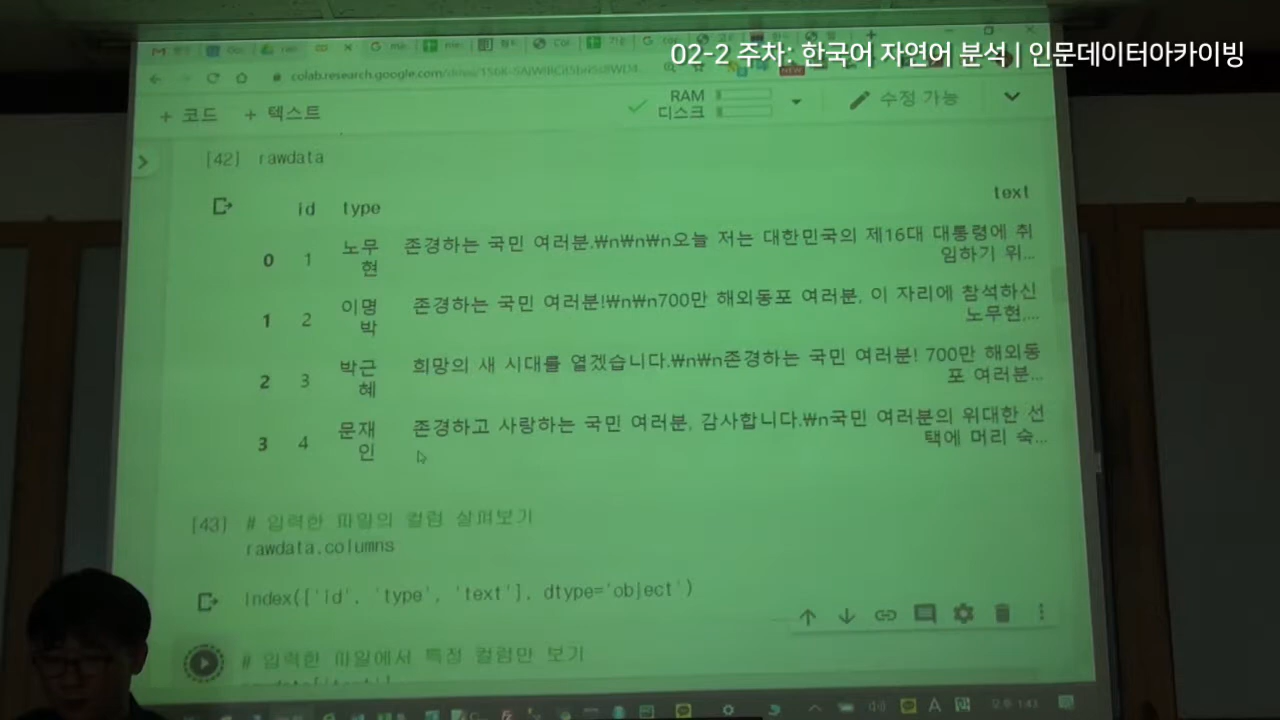 02-2 주차: 한국어 자연어 분석 | 인문데이터아카이빙
colab.research.google.com
+ 코드 + 텍스트
RAM
디스크
수정 가능
[42] rawdata
id type text
0 1 노무현 존경하는 국민 여러분.₩n₩n₩n오늘 저는 대한민국의 제16대 대통령에 취
임하기 위...
1 2 이명박 존경하는 국민 여러분!₩n₩n700만 해외동포 여러분, 이 자리에 참석하신
노무현,...
2 3 박근혜 희망의 새 시대를 열겠습니다.₩n₩n존경하는 국민 여러분! 700만 해외동
포 여러분...
3 4 문재인 존경하고 사랑하는 국민 여러분, 감사합니다.₩n국민 여러분의 위대한 선
택에 머리 숙...
[43] # 입력한 파일의 컬럼 살펴보기
rawdata.columns
Index(['id', 'type', 'text'], dtype='object')
# 입력한 파일에서 특정 컬럼만 보기
A
오후 1:43